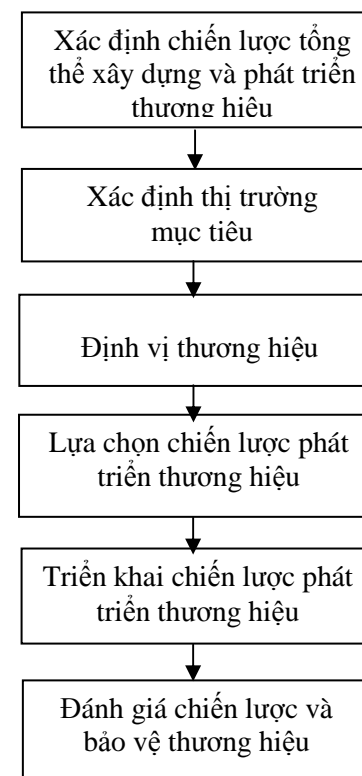 Xác định chiến lược tổng
thể xây dựng và phát triển
thương hiệu
Xác định thị trường
mục tiêu
Định vị thương hiệu
Lựa chọn chiến lược phát
triển thương hiệu
Triển khai chiến lược phát
triển thương hiệu
Đánh giá chiến lược và
bảo vệ thương hiệu